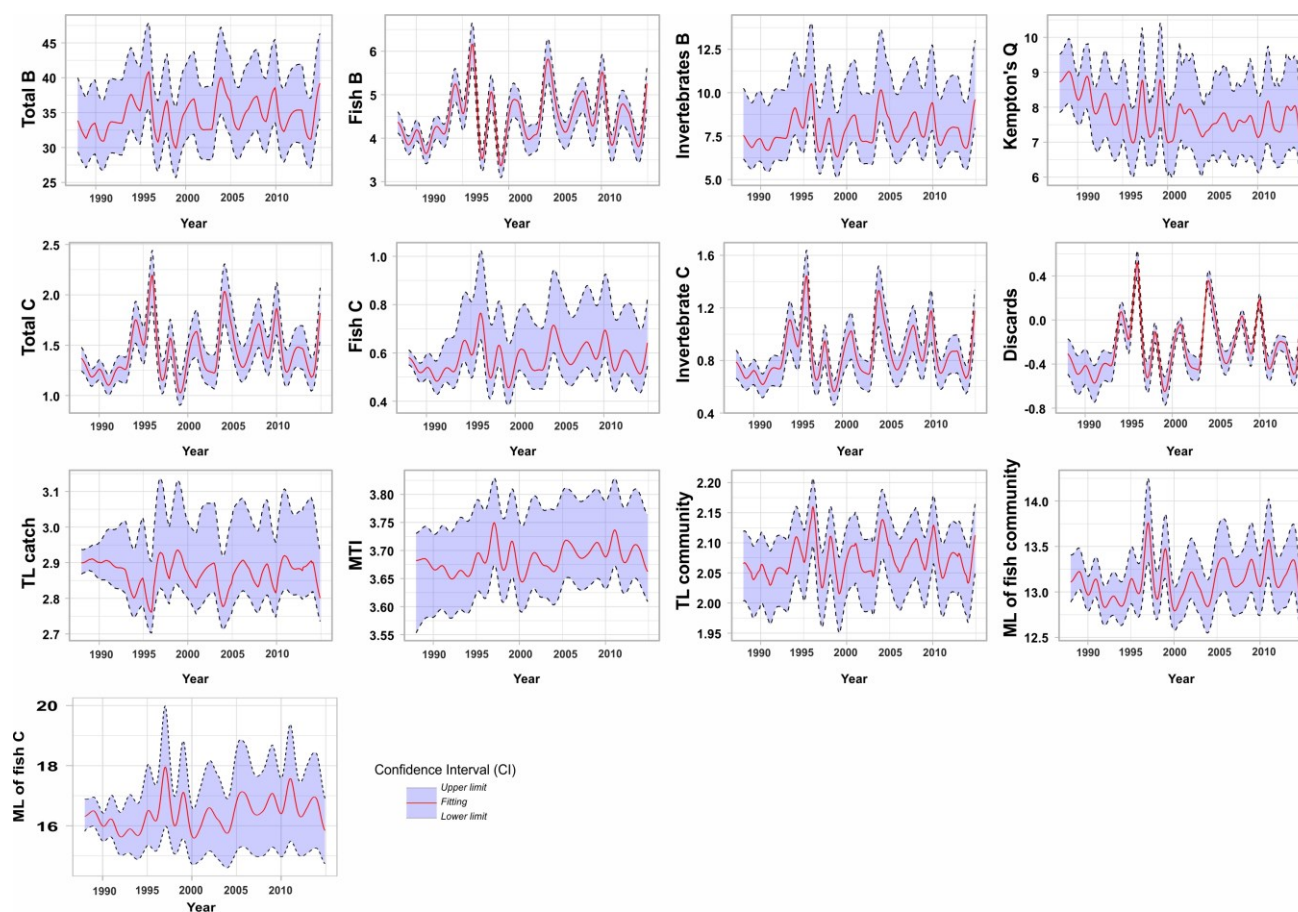 Total B
45
40
35
30
25
1990 1995 2000 2005 2010
Year
Fish B
6
5
4
3
1990 1995 2000 2005 2010
Year
Invertebrates B
12.5
10.0
7.5
5.0
1990 1995 2000 2005 2010
Year
Kempton's Q
10
9
8
7
6
1990 1995 2000 2005 2010
Year
Total C
2.5
2.0
1.5
1.0
1990 1995 2000 2005 2010
Year
Fish C
1.0
0.8
0.6
0.4
1990 1995 2000 2005 2010
Year
Invertebrate C
1.6
1.2
0.8
0.4
1990 1995 2000 2005 2010
Year
Discards
0.4
0.0
-0.4
-0.8
1990 1995 2000 2005 2010
Year
TL catch
3.1
3.0
2.9
2.8
2.7
1990 1995 2000 2005 2010
Year
MTI
3.80
3.75
3.70
3.65
3.60
3.55
1990 1995 2000 2005 2010
Year
TL community
2.20
2.15
2.10
2.05
2.00
1.95
1990 1995 2000 2005 2010
Year
ML of fish community
14.0
13.5
13.0
12.5
1990 1995 2000 2005 2010
Year
ML of fish C
20
18
16
1990 1995 2000 2005 2010
Year
Confidence Interval (CI)
Upper limit
Fitting
Lower limit